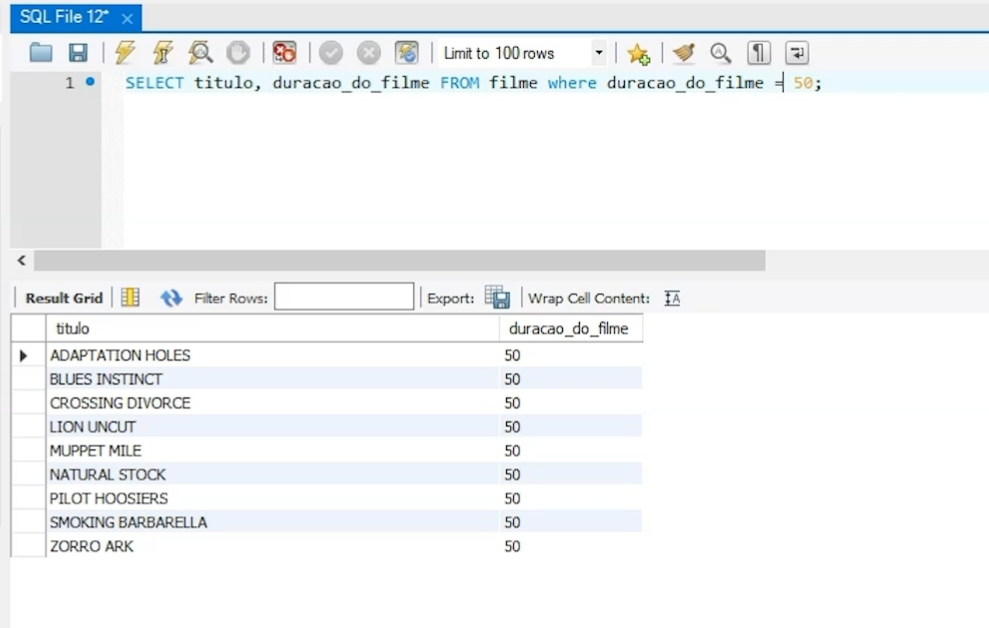 SQL File 12*
Limit to 100 rows
1 SELECT titulo, duracao_do_filme FROM filme where duracao_do_filme = 50;
Result Grid Filter Rows: Export: Wrap Cell Content:
titulo duracao_do_filme
ADAPTATION HOLES 50
BLUES INSTINCT 50
CROSSING DIVORCE 50
LION UNCUT 50
MUPPET MILE 50
NATURAL STOCK 50
PILOT HOOSIERS 50
SMOKING BARBARELLA 50
ZORRO ARK 50